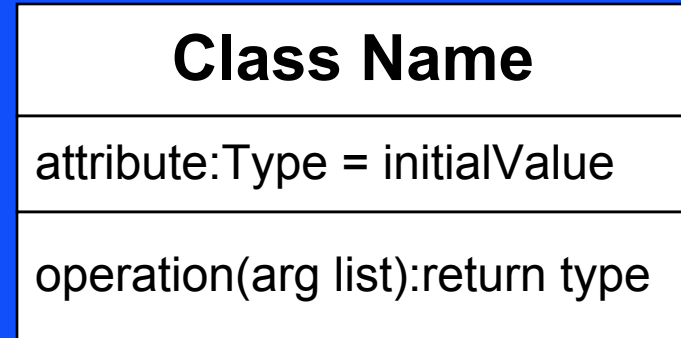 Class Name
attribute:Type = initialValue
operation(arg list):return type